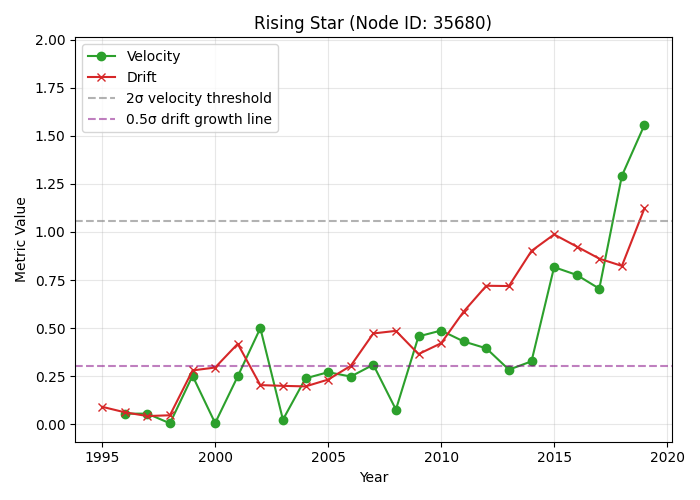 Rising Star (Node ID: 35680)
Velocity
Drift
2σ velocity threshold
0.5σ drift growth line
Metric Value
2.00
1.75
1.50
1.25
1.00
0.75
0.50
0.25
0.00
1995 2000 2005 2010 2015 2020
Year